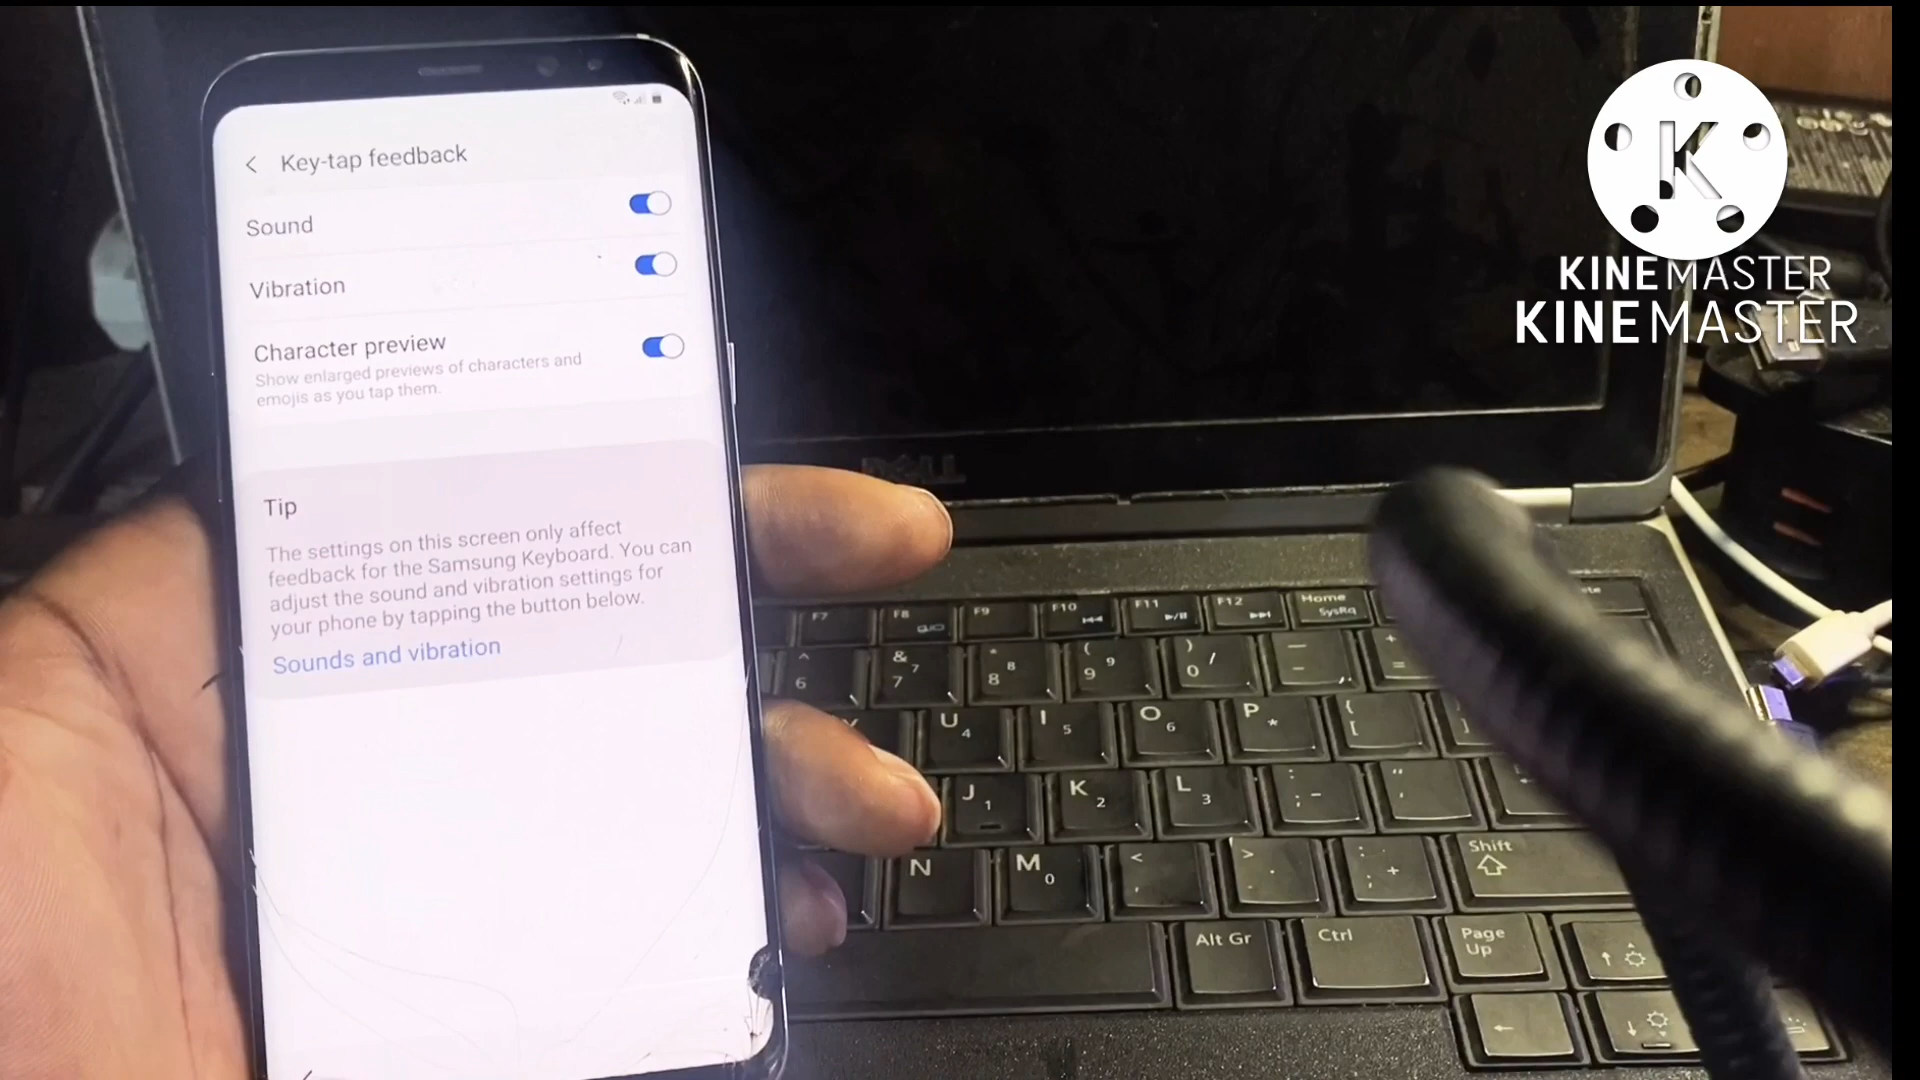 Key-tap feedback
Sound
Vibration
Character preview
Show enlarged previews of characters and
emojis as you tap them.
Tip
The settings on this screen only affect
feedback for the Samsung Keyboard. You can
adjust the sound and vibration settings for
your phone by tapping the button below.
Sounds and vibration
K
KINEMASTER
KINEMASTER
DELL
F7 F8 F9 F10 F11 F12 Home
SysRq
^ & * ( ) — +
6 7 7 8 8 9 9 0 / - =
U 4 I 5 O 6 P * { [
J 1 K 2 L 3 : ; - " '
N M 0 < , > . : ; + Shift
Alt Gr Ctrl Page
Up